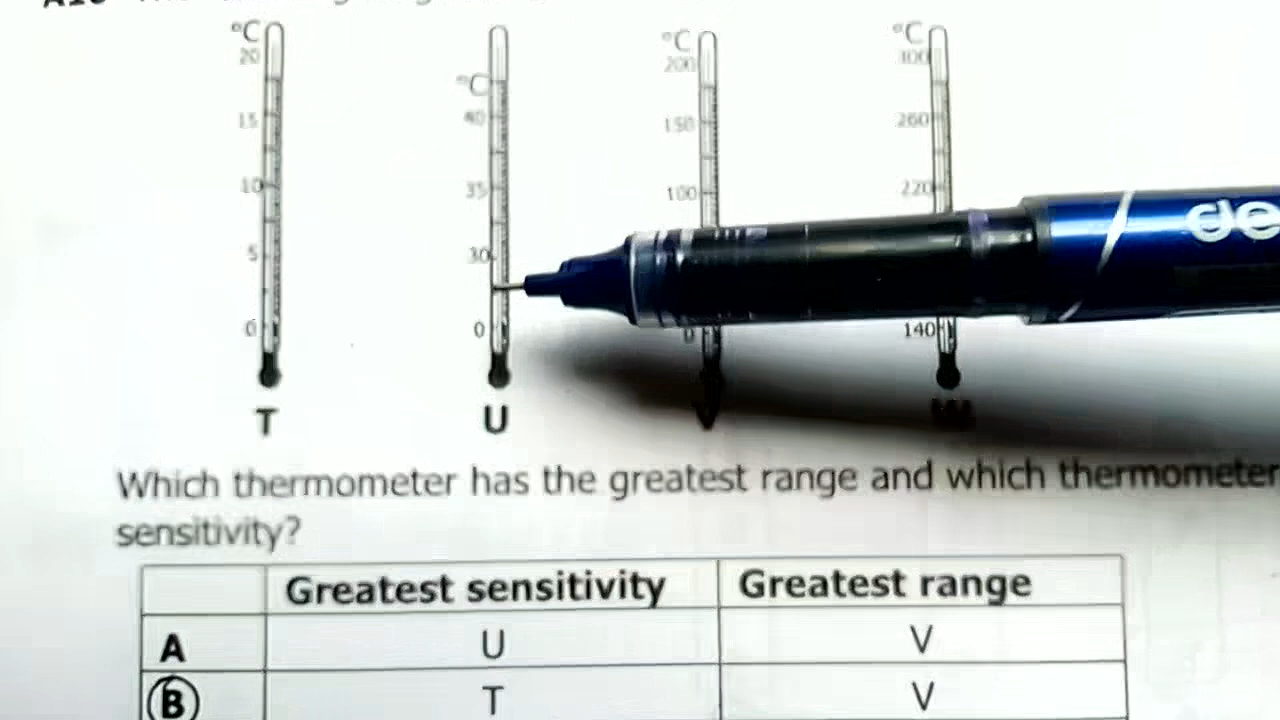 °C °C °C
20 200 300
°C
15 40 150 260
10 35 100 220
5 30
0 0 0 140
T U V W
Which thermometer has the greatest range and which thermometer
sensitivity?
Greatest sensitivity Greatest range
A U V
B T V